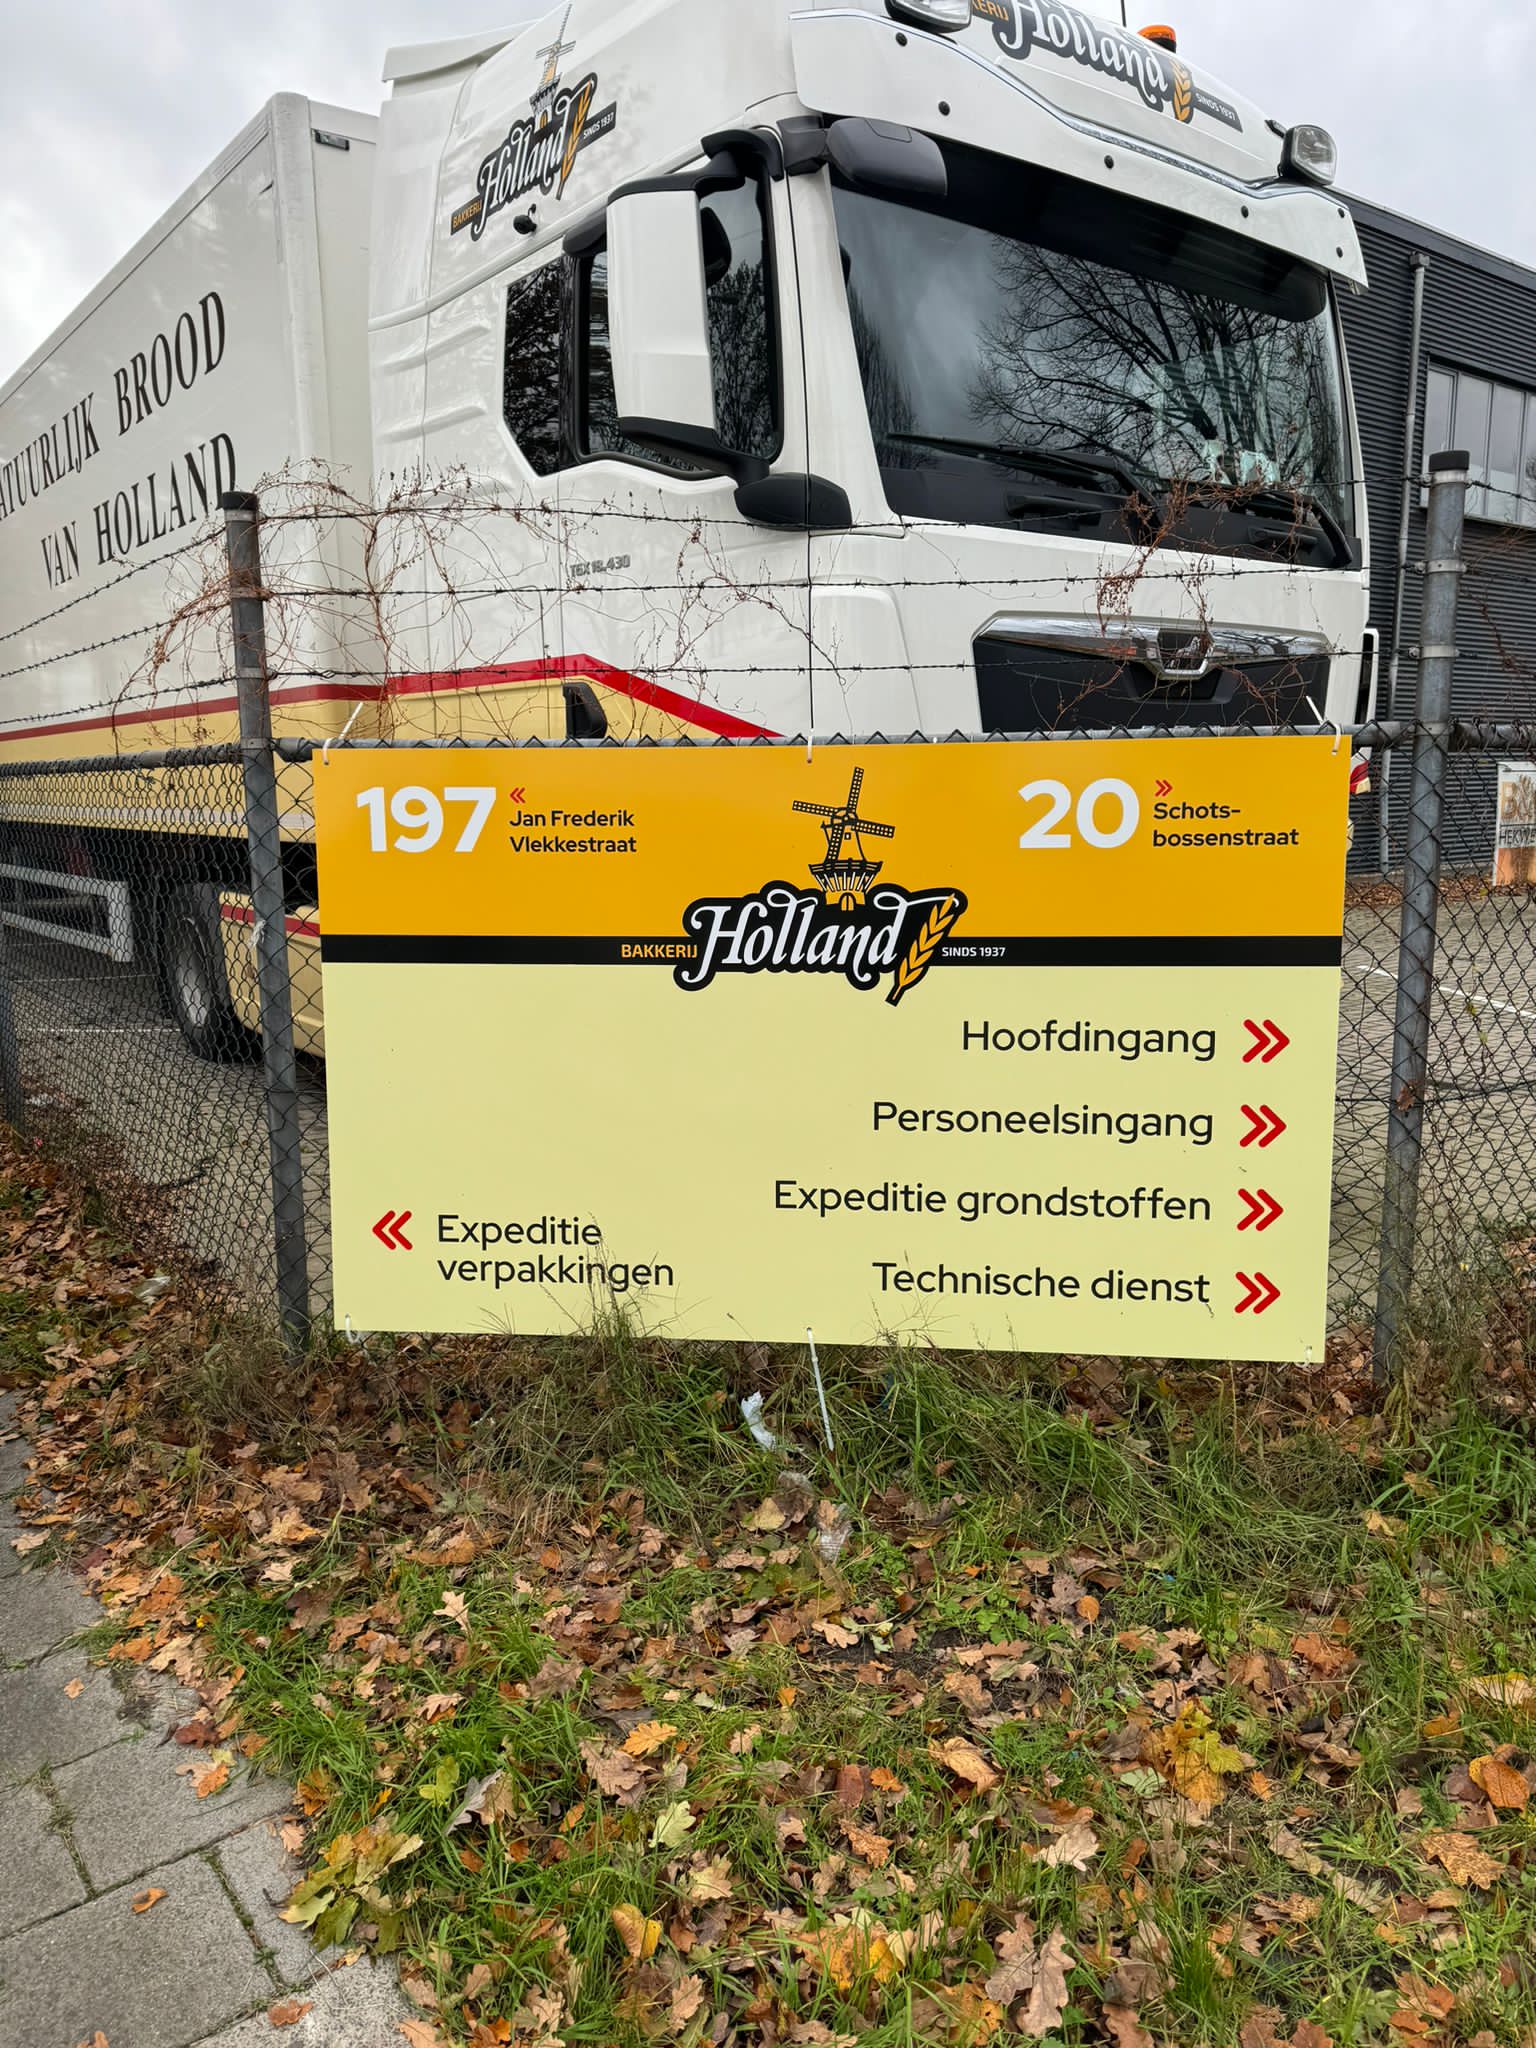 BAKKERIJ Holland SINDS 1937
Holland SINDS 1937
BROOD
VAN HOLLAND
TGX 18.430
197 « Jan Frederik
Vlekkestraat
20 » Schots-
bossenstraat
BAKKERIJ Holland SINDS 1937
Hoofdingang »
Personeelsingang »
Expeditie grondstoffen »
« Expeditie
verpakkingen
Technische dienst »